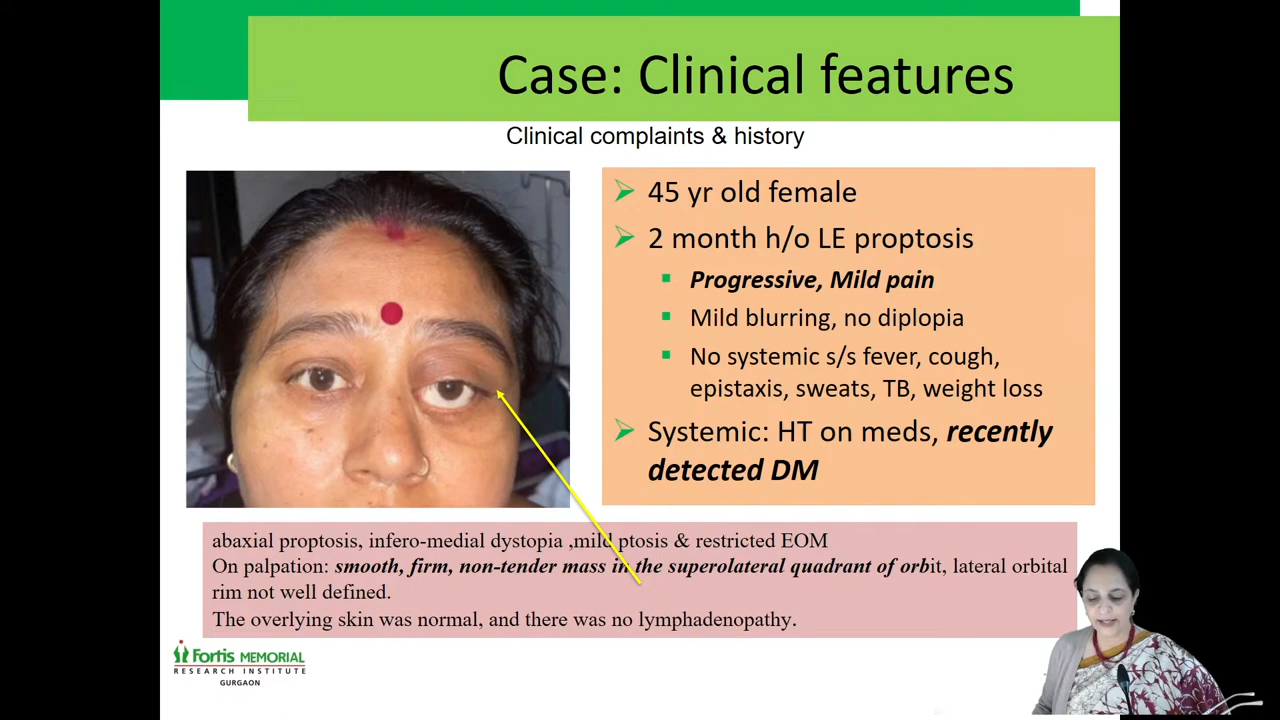 Case: Clinical features
Clinical complaints & history
45 yr old female
2 month h/o LE proptosis
Progressive, Mild pain
Mild blurring, no diplopia
No systemic s/s fever, cough,
epistaxis, sweats, TB, weight loss
Systemic: HT on meds, recently
detected DM
abaxial proptosis, infero-medial dystopia ,mild ptosis & restricted EOM
On palpation: smooth, firm, non-tender mass in the superolateral quadrant of orbit, lateral orbital
rim not well defined.
The overlying skin was normal, and there was no lymphadenopathy.
Fortis MEMORIAL
RESEARCH INSTITUTE
GURGAON